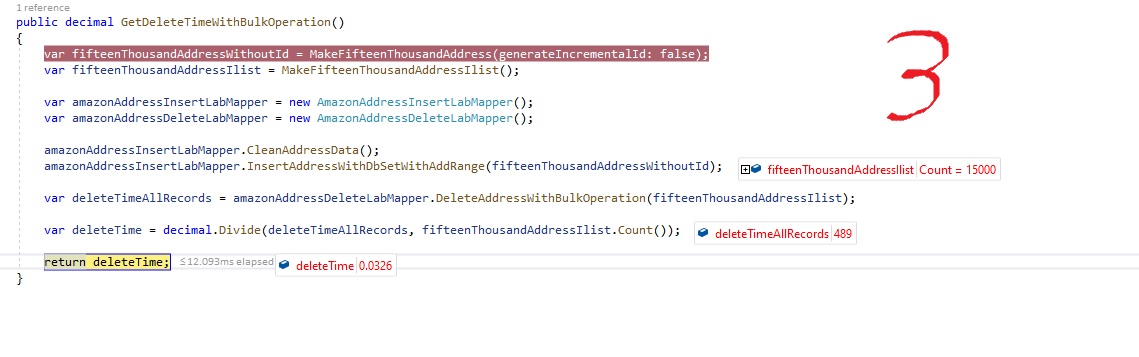 1 reference
public decimal GetDeleteTimeWithBulkOperation()
{
var fifteenThousandAddressWithoutId = MakeFifteenThousandAddress(generateIncrementalId: false);
var fifteenThousandAddressIlist = MakeFifteenThousandAddressIlist();
var amazonAddressInsertLabMapper = new AmazonAddressInsertLabMapper();
var amazonAddressDeleteLabMapper = new AmazonAddressDeleteLabMapper();
amazonAddressInsertLabMapper.CleanAddressData();
amazonAddressInsertLabMapper.InsertAddressWithDbSetWithAddRange(fifteenThousandAddressWithoutId); fifteenThousandAddressIlist Count = 15000
var deleteTimeAllRecords = amazonAddressDeleteLabMapper.DeleteAddressWithBulkOperation(fifteenThousandAddressIlist);
var deleteTime = decimal.Divide(deleteTimeAllRecords, fifteenThousandAddressIlist.Count()); deleteTimeAllRecords 489
return deleteTime; ≤12.093ms elapsed deleteTime 0.0326
}
3